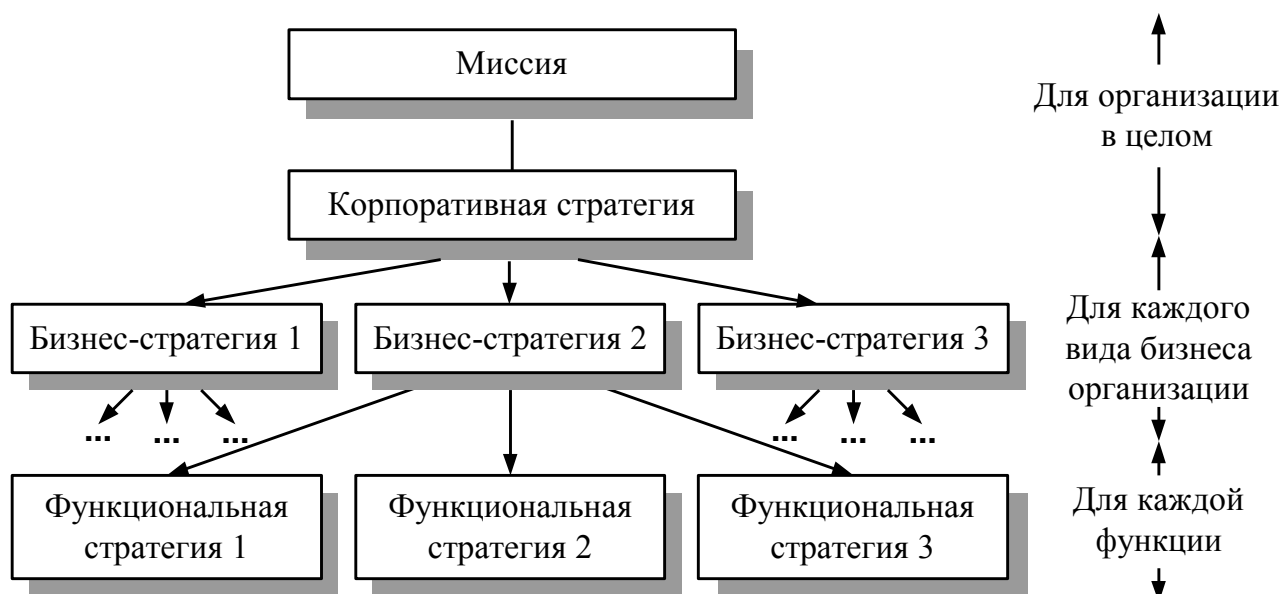 Миссия
Для организации
в целом
Корпоративная стратегия
Бизнес-стратегия 1
Бизнес-стратегия 2
Бизнес-стратегия 3
Для каждого
вида бизнеса
организации
... ... ...
... ... ...
Функциональная
стратегия 1
Функциональная
стратегия 2
Функциональная
стратегия 3
Для каждой
функции